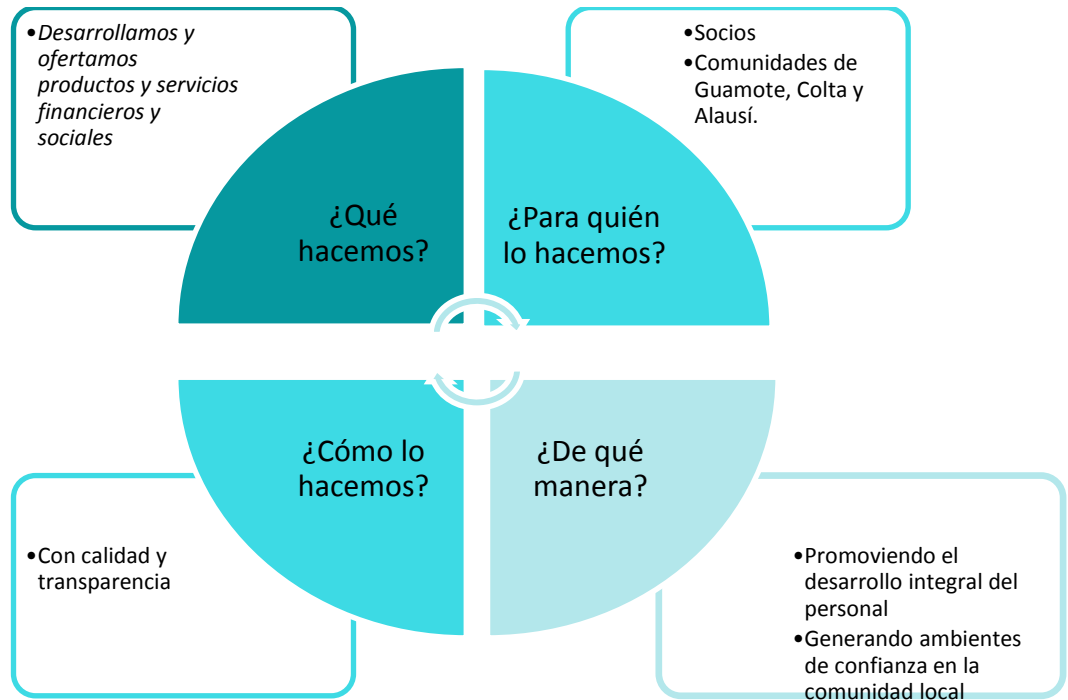 •Desarrollamos y
ofertamos
productos y servicios
financieros y
sociales
•Socios
•Comunidades de
Guamote, Colta y
Alausí.
¿Qué
hacemos?
¿Para quién
lo hacemos?
¿Cómo lo
hacemos?
¿De qué
manera?
•Con calidad y
transparencia
•Promoviendo el
desarrollo integral del
personal
•Generando ambientes
de confianza en la
comunidad local